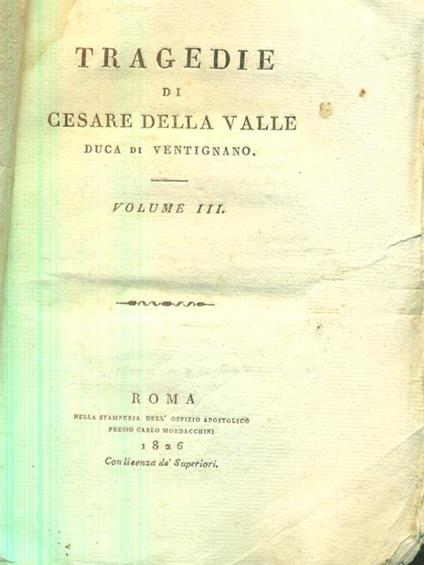 TRAGEDIE
DI
CESARE DELLA VALLE
DUCA DI VENTIGNANO.
VOLUME III.
ROMA
NELLA STAMPERIA DELL' OSPIZIO APOSTOLICO
PRESSO CARLO MORDACCHINI
1826
Con licenza de' Superiori.